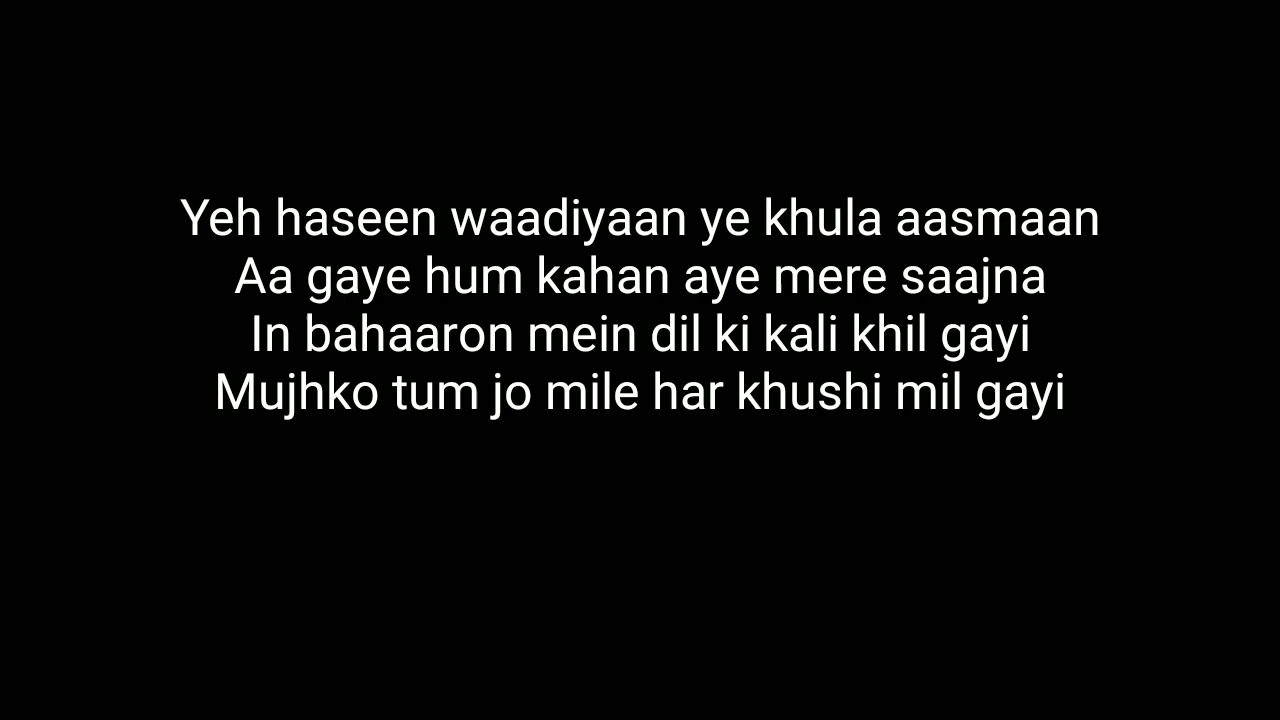 Yeh haseen waadiyaan ye khula aasmaan
Aa gaye hum kahan aye mere saajna
In bahaaron mein dil ki kali khil gayi
Mujhko tum jo mile har khushi mil gayi